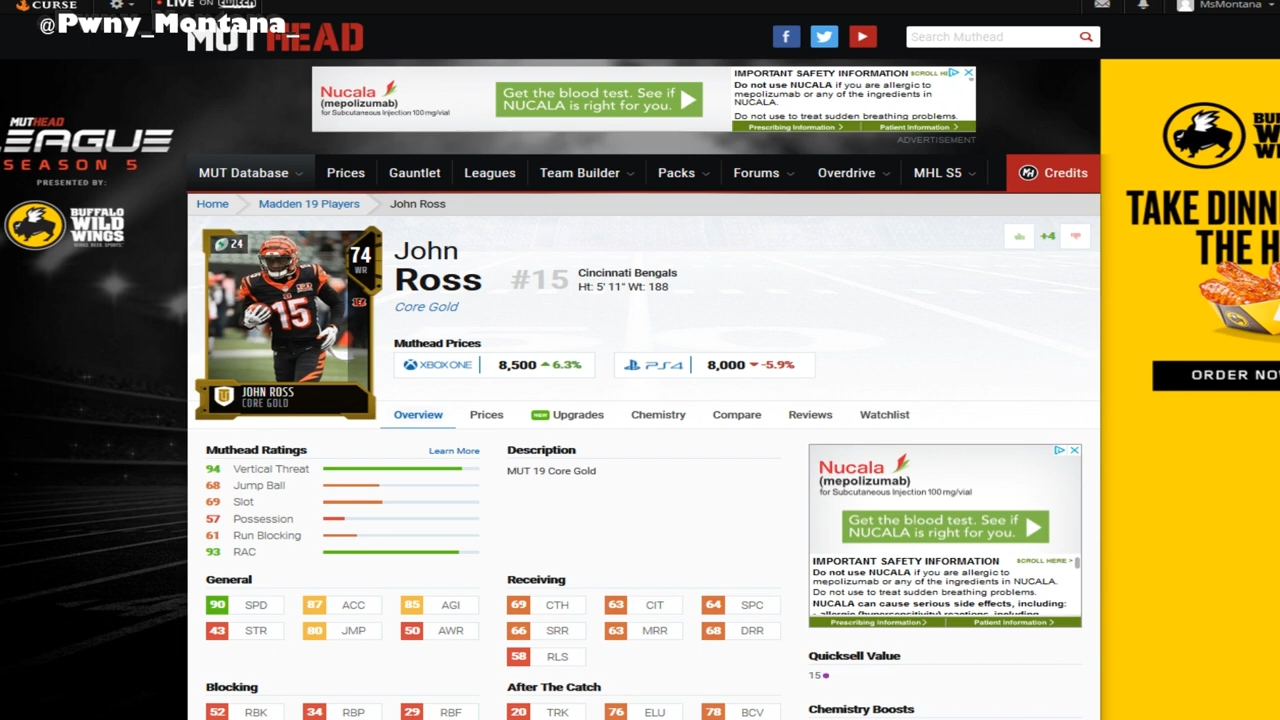 CURSE
LIVE ON twitch
MsMontana
@Pwny_Montana_
MUTHEAD
Search Muthead
Nucala
(mepolizumab)
for Subcutaneous Injection 100 mg/vial
Get the blood test. See if
NUCALA is right for you.
IMPORTANT SAFETY INFORMATION
Do not use NUCALA if you are allergic to
mepolizumab or any of the ingredients in
NUCALA.
Do not use to treat sudden breathing problems.
Prescribing Information >
Patient Information >
ADVERTISEMENT
MUTHEAD
LEAGUE
SEASON 5
PRESENTED BY:
BUFFALO
WILD
WINGS
MUT Database
Prices
Gauntlet
Leagues
Team Builder
Packs
Forums
Overdrive
MHL S5
Credits
Home
Madden 19 Players
John Ross
24
74
WR
15
JOHN ROSS
CORE GOLD
John
Ross
#15
Cincinnati Bengals
Ht: 5' 11" Wt: 188
Core Gold
+4
Muthead Prices
XBOX ONE 8,500 6.3%
PS4 8,000 -5.9%
Overview
Prices
NEW Upgrades
Chemistry
Compare
Reviews
Watchlist
Muthead Ratings
Learn More
94 Vertical Threat
68 Jump Ball
69 Slot
57 Possession
61 Run Blocking
93 RAC
Description
MUT 19 Core Gold
General
90 SPD 87 ACC 85 AGI
43 STR 80 JMP 50 AWR
Receiving
69 CTH 63 CIT 64 SPC
66 SRR 63 MRR 68 DRR
58 RLS
Blocking
52 RBK 34 RBP 29 RBF
After The Catch
20 TRK 76 ELU 78 BCV
Nucala
(mepolizumab)
for Subcutaneous Injection 100 mg/vial
Get the blood test. See if
NUCALA is right for you.
IMPORTANT SAFETY INFORMATION
SCROLL HERE >
Do not use NUCALA if you are allergic to
mepolizumab or any of the ingredients in NUCALA.
Do not use to treat sudden breathing problems.
NUCALA can cause serious side effects, including:
Prescribing Information >
Patient Information >
Quicksell Value
15
Chemistry Boosts
TAKE DINN
THE H
ORDER NO